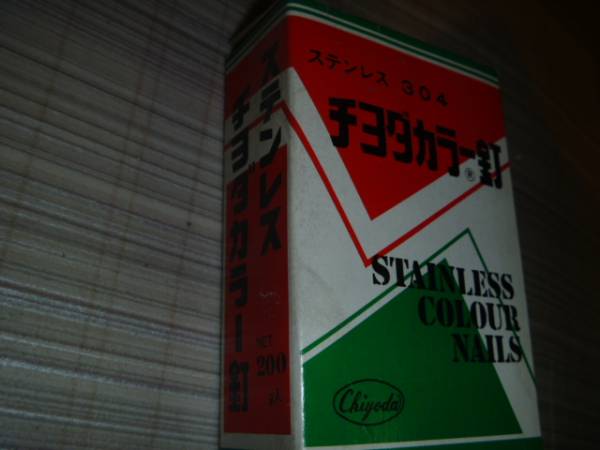 ステンレス 304
チヨダカラー釘
®
STAINLESS
COLOUR
NAILS
Chiyoda
ステンレス
チヨダカラー釘
NET
200